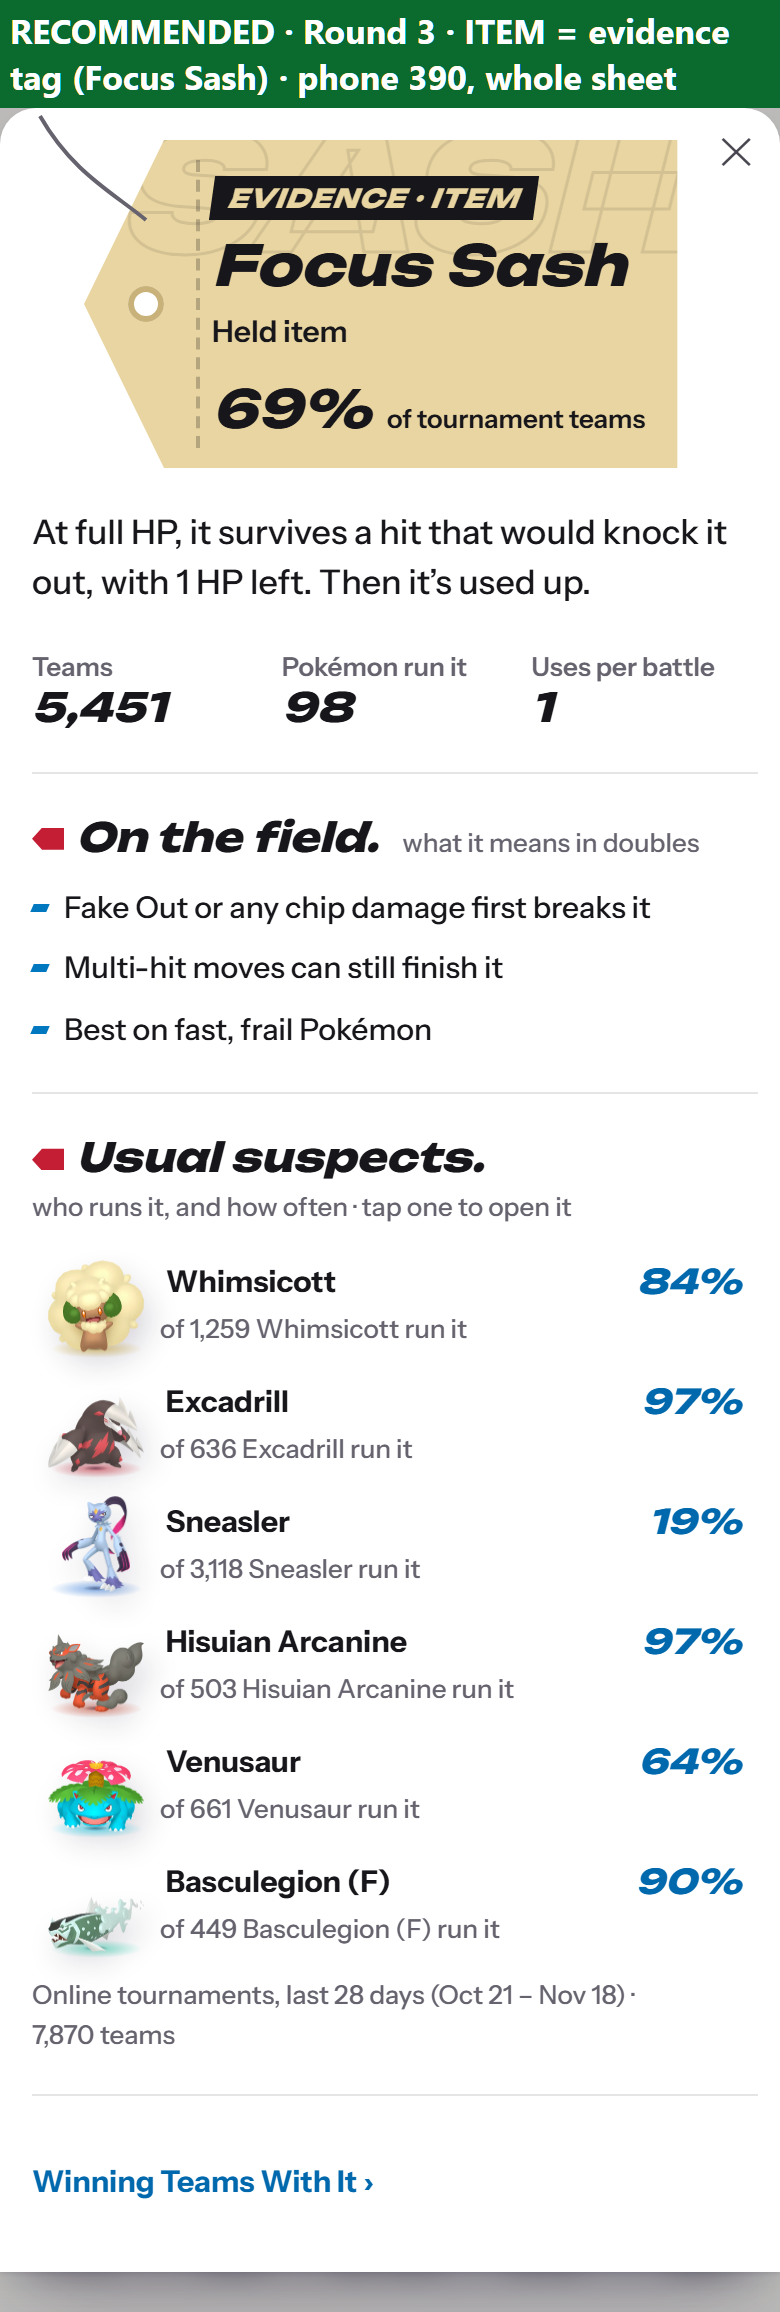 RECOMMENDED · Round 3 · ITEM = evidence
tag (Focus Sash) · phone 390, whole sheet
SASH
EVIDENCE · ITEM
Focus Sash
Held item
69% of tournament teams
At full HP, it survives a hit that would knock it
out, with 1 HP left. Then it’s used up.
Teams Pokémon run it Uses per battle
5,451 98 1
On the field. what it means in doubles
Fake Out or any chip damage first breaks it
Multi-hit moves can still finish it
Best on fast, frail Pokémon
Usual suspects.
who runs it, and how often · tap one to open it
Whimsicott 84%
of 1,259 Whimsicott run it
Excadrill 97%
of 636 Excadrill run it
Sneasler 19%
of 3,118 Sneasler run it
Hisuian Arcanine 97%
of 503 Hisuian Arcanine run it
Venusaur 64%
of 661 Venusaur run it
Basculegion (F) 90%
of 449 Basculegion (F) run it
Online tournaments, last 28 days (Oct 21 – Nov 18) ·
7,870 teams
Winning Teams With It ›